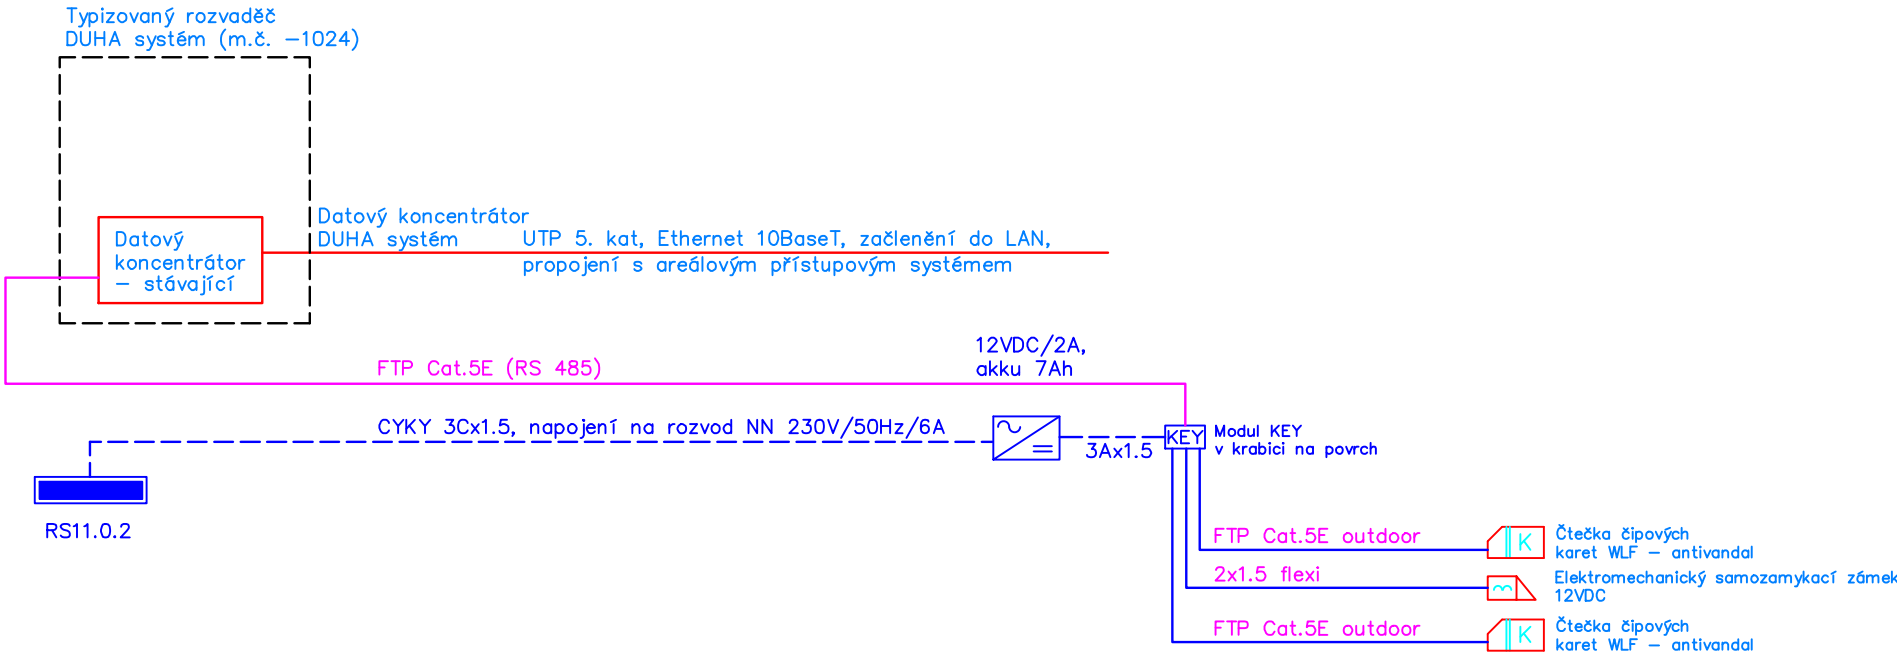 Typizovaný rozvaděč
DUHA systém (m.č. –1024)
Datový koncentrátor
DUHA systém
UTP 5. kat, Ethernet 10BaseT, začlenění do LAN,
propojení s areálovým přístupovým systémem
Datový
koncentrátor
– stávající
12VDC/2A,
akku 7Ah
FTP Cat.5E (RS 485)
CYKY 3Cx1.5, napojení na rozvod NN 230V/50Hz/6A
3Ax1.5
KEY
Modul KEY
v krabici na povrch
RS11.0.2
FTP Cat.5E outdoor
K
Čtečka čipových
karet WLF – antivandal
2x1.5 flexi
Elektromechanický samozamykací zámek
12VDC
FTP Cat.5E outdoor
K
Čtečka čipových
karet WLF – antivandal